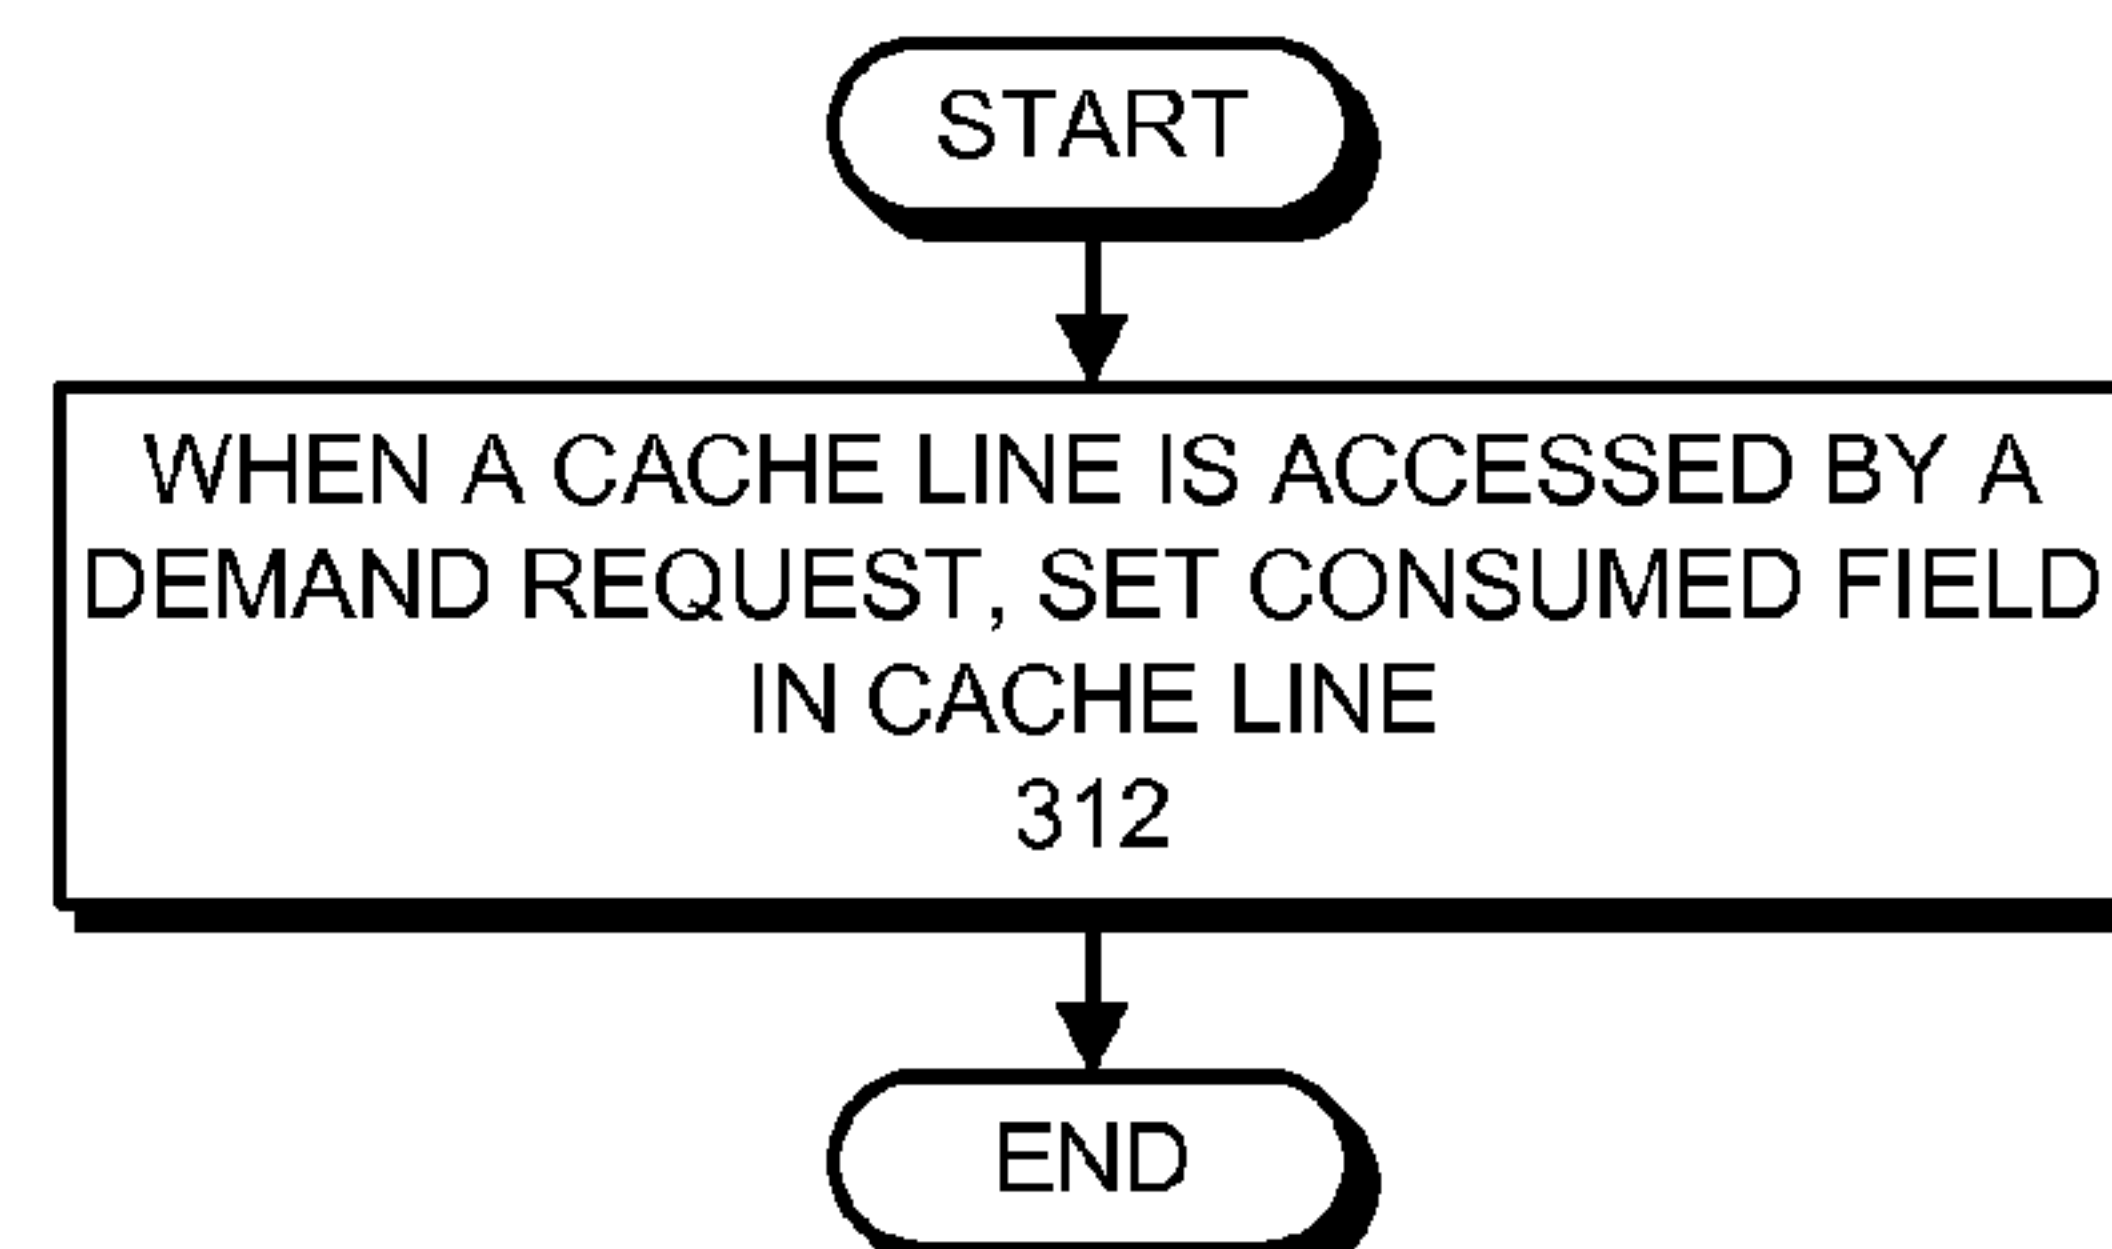 START
WHEN A CACHE LINE IS ACCESSED BY A
DEMAND REQUEST, SET CONSUMED FIELD
IN CACHE LINE
312
END